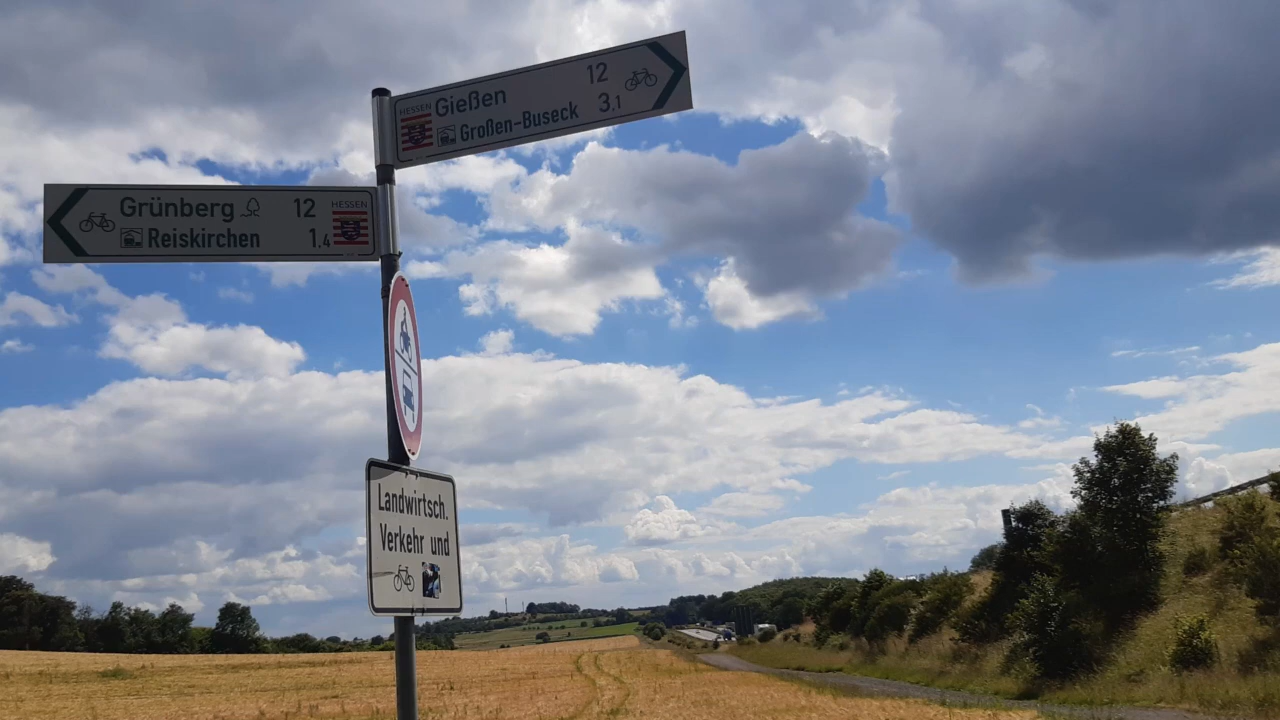 HESSEN
Gießen 12
Großen-Buseck 3.1
Grünberg 12
HESSEN
Reiskirchen 1.4
Landwirtsch.
Verkehr und